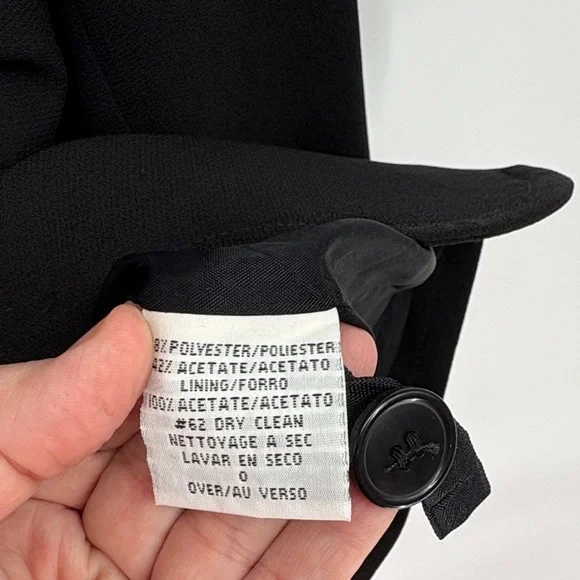 8% POLYESTER/POLIESTER
42% ACETATE/ACETATO
LINING/FORRO
100% ACETATE/ACETATO
#62 DRY CLEAN
NETTOYAGE A SEC
LAVAR EN SECO
O
OVER/AU VERSO